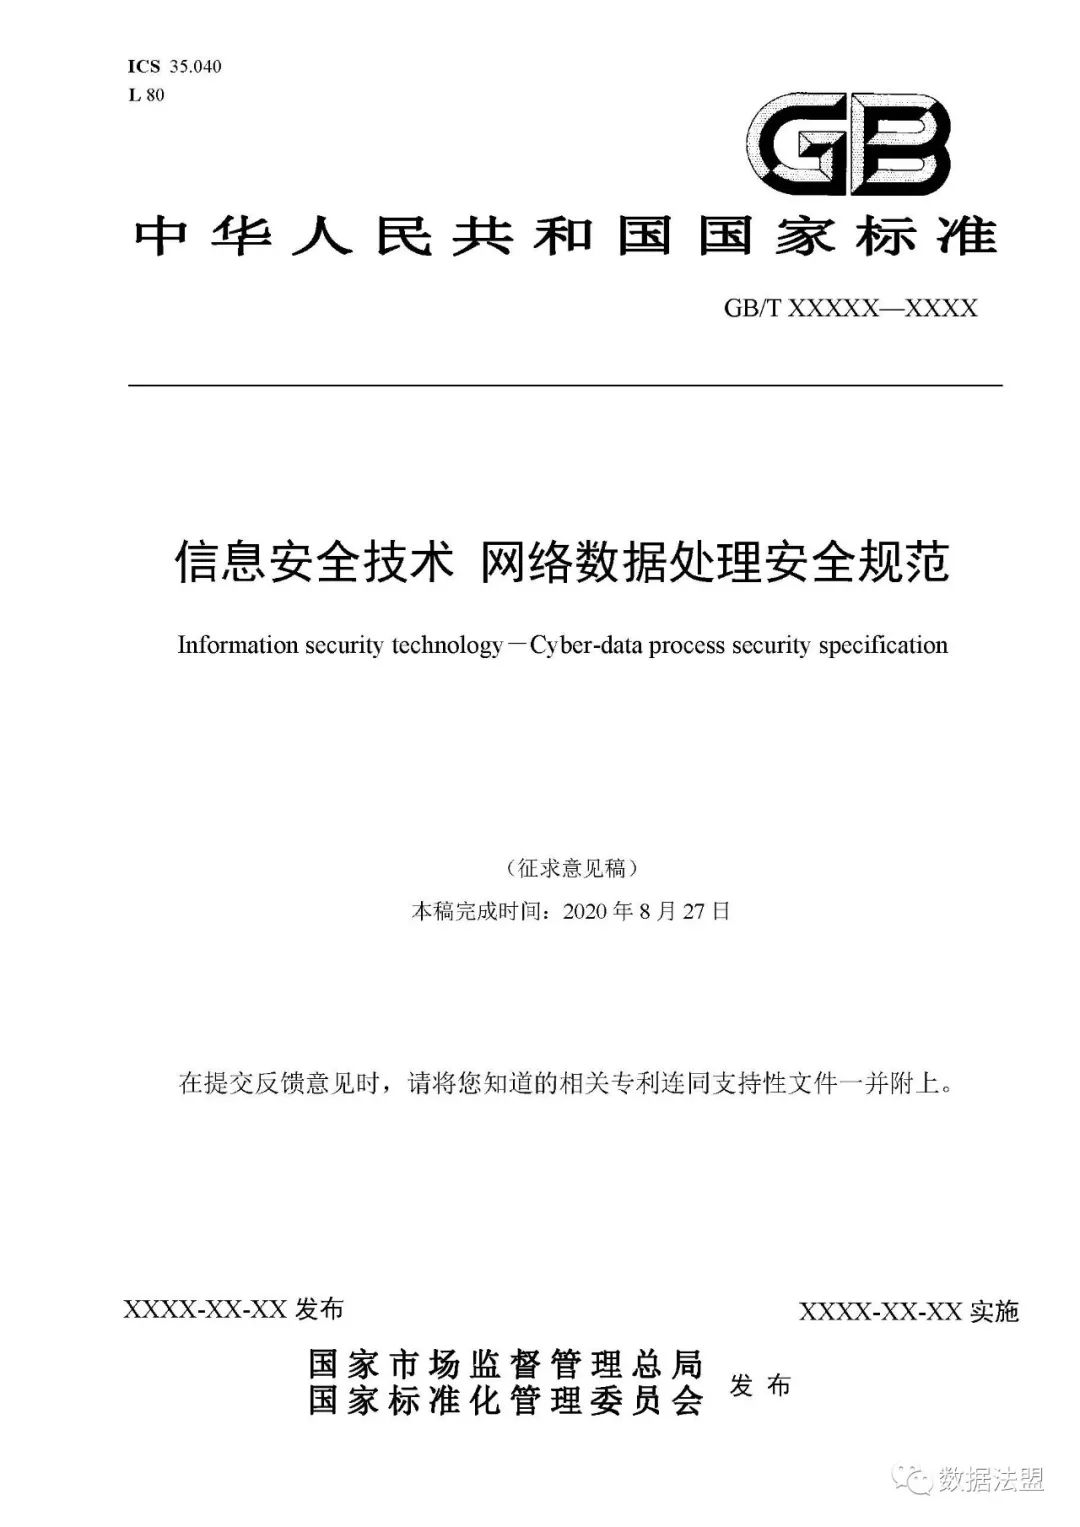 ICS 35.040
L 80
GB
中华人民共和国国家标准
GB/T XXXXX—XXXX
信息安全技术 网络数据处理安全规范
Information security technology－Cyber-data process security specification
（征求意见稿）
本稿完成时间：2020 年 8 月 27 日
在提交反馈意见时，请将您知道的相关专利连同支持性文件一并附上。
XXXX-XX-XX 发布
XXXX-XX-XX 实施
国家市场监督管理总局
国家标准化管理委员会
发 布
数据法盟